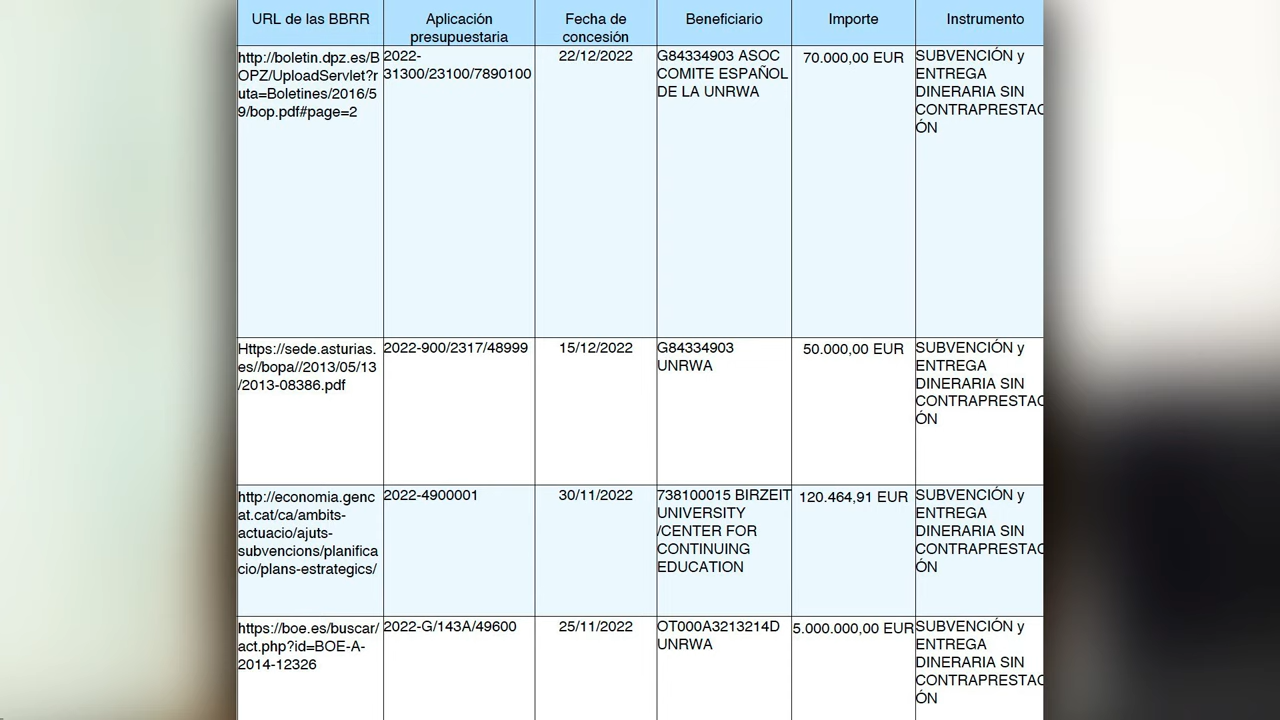 URL de las BBRR
Aplicación
presupuestaria
Fecha de
concesión
Beneficiario
Importe
Instrumento
http://boletin.dpz.es/B
OPZ/UploadServlet?r
uta=Boletines/2016/5
9/bop.pdf#page=2
2022-
31300/23100/7890100
22/12/2022
G84334903 ASOC
COMITE ESPAÑOL
DE LA UNRWA
70.000,00 EUR
SUBVENCIÓN y
ENTREGA
DINERARIA SIN
CONTRAPRESTAC
ÓN
Https://sede.asturias.
es//bopa//2013/05/13
/2013-08386.pdf
2022-900/2317/48999
15/12/2022
G84334903
UNRWA
50.000,00 EUR
SUBVENCIÓN y
ENTREGA
DINERARIA SIN
CONTRAPRESTAC
ÓN
http://economia.genc
at.cat/ca/ambits-
actuacio/ajuts-
subvencions/planifica
cio/plans-estrategics/
2022-4900001
30/11/2022
738100015 BIRZEIT
UNIVERSITY
/CENTER FOR
CONTINUING
EDUCATION
120.464,91 EUR
SUBVENCIÓN y
ENTREGA
DINERARIA SIN
CONTRAPRESTAC
ÓN
https://boe.es/buscar/
act.php?id=BOE-A-
2014-12326
2022-G/143A/49600
25/11/2022
OT000A3213214D
UNRWA
5.000.000,00 EUR
SUBVENCIÓN y
ENTREGA
DINERARIA SIN
CONTRAPRESTAC
ÓN